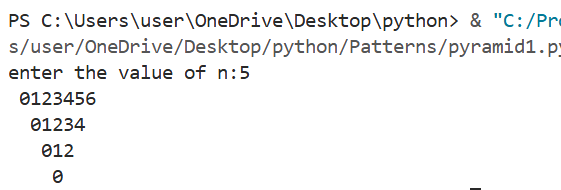 PS C:\Users\user\OneDrive\Desktop\python> & "C:/Pro
s/user/OneDrive/Desktop/python/Patterns/pyramid1.py
enter the value of n:5
 0123456
  01234
   012
    0